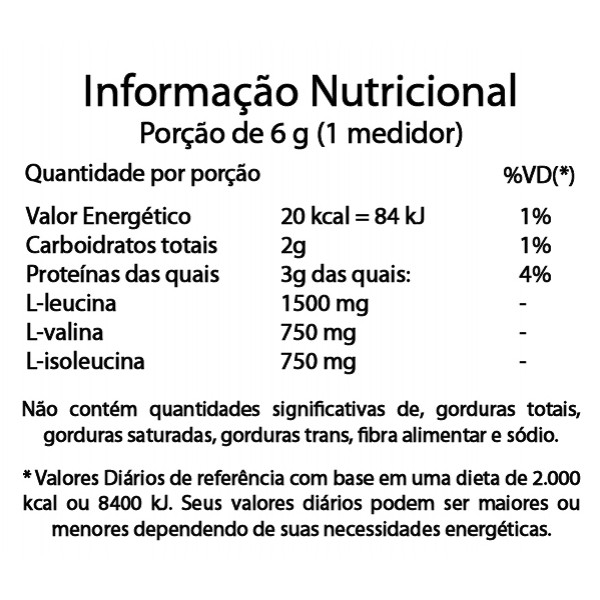 Informação Nutricional
Porção de 6 g (1 medidor)
Quantidade por porção %VD(*)
Valor Energético 20 kcal = 84 kJ 1%
Carboidratos totais 2g 1%
Proteínas das quais 3g das quais: 4%
L-leucina 1500 mg -
L-valina 750 mg -
L-isoleucina 750 mg -
Não contém quantidades significativas de, gorduras totais,
gorduras saturadas, gorduras trans, fibra alimentar e sódio.
* Valores Diários de referência com base em uma dieta de 2.000
kcal ou 8400 kJ. Seus valores diários podem ser maiores ou
menores dependendo de suas necessidades energéticas.